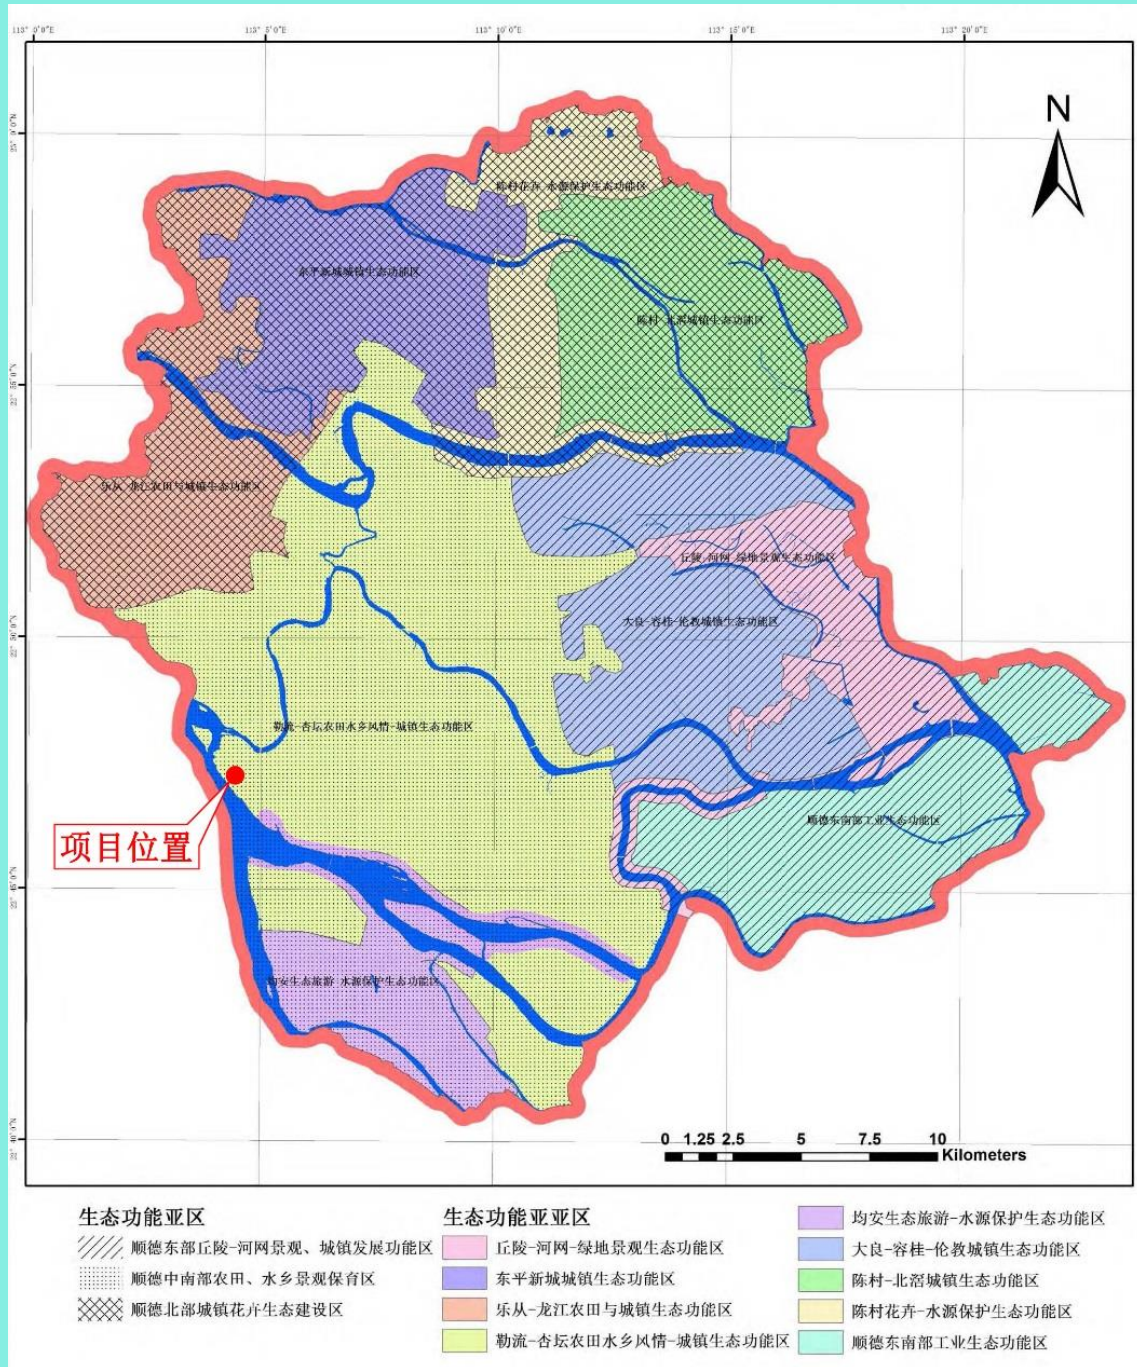 113° 0'0"E
113° 5'0"E
113° 10'0"E
113° 15'0"E
113° 20'0"E
N
陈村花卉 水源保护生态功能区
东平新城城镇生态功能区
陈村 北滘城镇生态功能区
乐从 龙江农田与城镇生态功能区
丘陵 河网 绿地景观生态功能区
大良-容桂-伦教城镇生态功能区
勒流-杏坛农田水乡风情-城镇生态功能区
项目位置
顺德东南部工业生态功能区
均安生态旅游 水源保护生态功能区
22° 40'0"N
0 1.25 2.5 5 7.5 10
Kilometers
生态功能亚区
顺德东部丘陵-河网景观、城镇发展功能区
顺德中南部农田、水乡景观保育区
顺德北部城镇花卉生态建设区
生态功能亚亚区
丘陵-河网-绿地景观生态功能区
东平新城城镇生态功能区
乐从-龙江农田与城镇生态功能区
勒流-杏坛农田水乡风情-城镇生态功能区
均安生态旅游-水源保护生态功能区
大良-容桂-伦教城镇生态功能区
陈村-北滘城镇生态功能区
陈村花卉-水源保护生态功能区
顺德东南部工业生态功能区